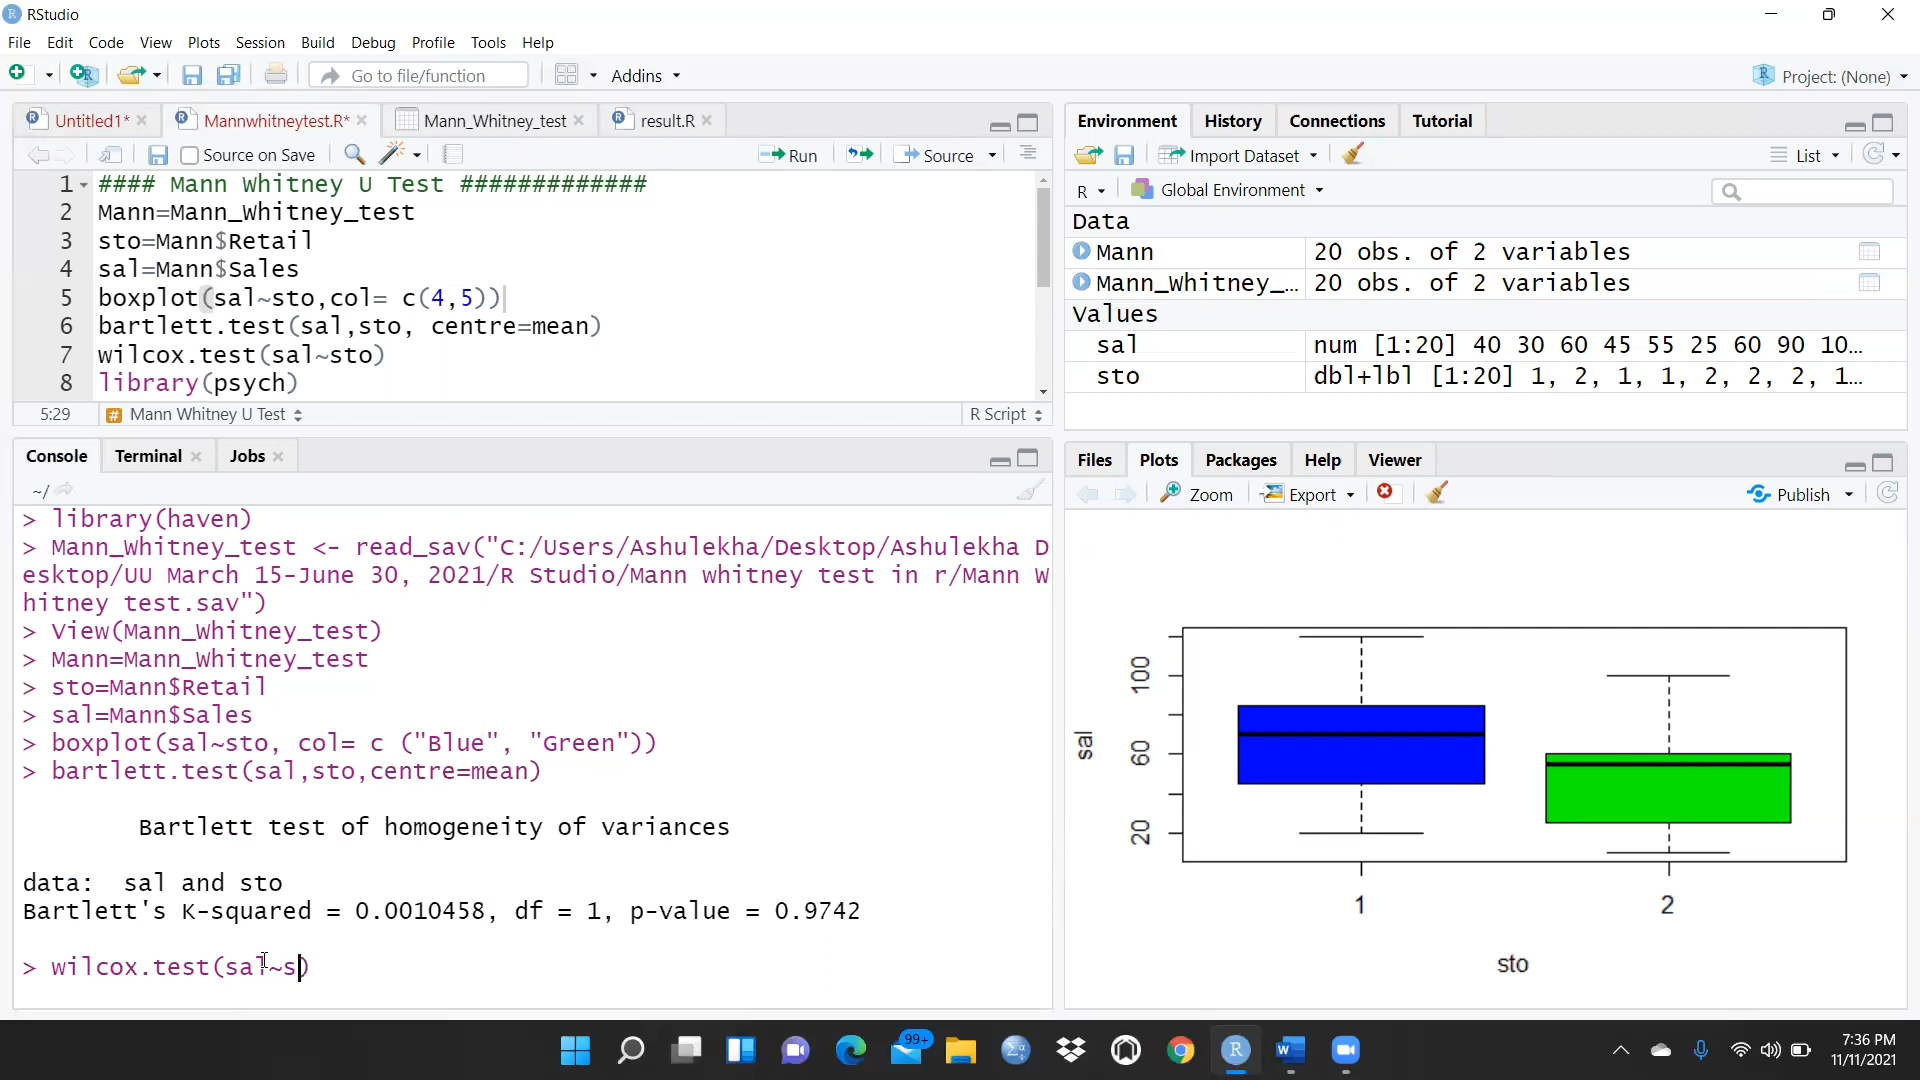 RStudio
File Edit Code View Plots Session Build Debug Profile Tools Help
Go to file/function Addins Project: (None)
Untitled1* Mannwhitneytest.R* Mann_Whitney_test result.R
Source on Save Run Source
1 #### Mann Whitney U Test #############
2 Mann=Mann_Whitney_test
3 sto=Mann$Retail
4 sal=Mann$Sales
5 boxplot(sal~sto,col= c(4,5))
6 bartlett.test(sal,sto, centre=mean)
7 wilcox.test(sal~sto)
8 library(psych)
5:29 # Mann Whitney U Test R Script
Console Terminal Jobs
~/
> library(haven)
> Mann_Whitney_test <- read_sav("C:/Users/Ashulekha/Desktop/Ashulekha D
esktop/UU March 15-June 30, 2021/R Studio/Mann whitney test in r/Mann W
hitney test.sav")
> View(Mann_Whitney_test)
> Mann=Mann_Whitney_test
> sto=Mann$Retail
> sal=Mann$Sales
> boxplot(sal~sto, col= c ("Blue", "Green"))
> bartlett.test(sal,sto,centre=mean)
Bartlett test of homogeneity of variances
data: sal and sto
Bartlett's K-squared = 0.0010458, df = 1, p-value = 0.9742
> wilcox.test(sal~s)
Environment History Connections Tutorial
Import Dataset List
R Global Environment
Data
Mann 20 obs. of 2 variables
Mann_Whitney_... 20 obs. of 2 variables
Values
sal num [1:20] 40 30 60 45 55 25 60 90 10...
sto dbl+lbl [1:20] 1, 2, 1, 1, 2, 2, 2, 1...
Files Plots Packages Help Viewer
Zoom Export Publish
100
60
20
sal
1 2
sto
99+
7:36 PM
11/11/2021